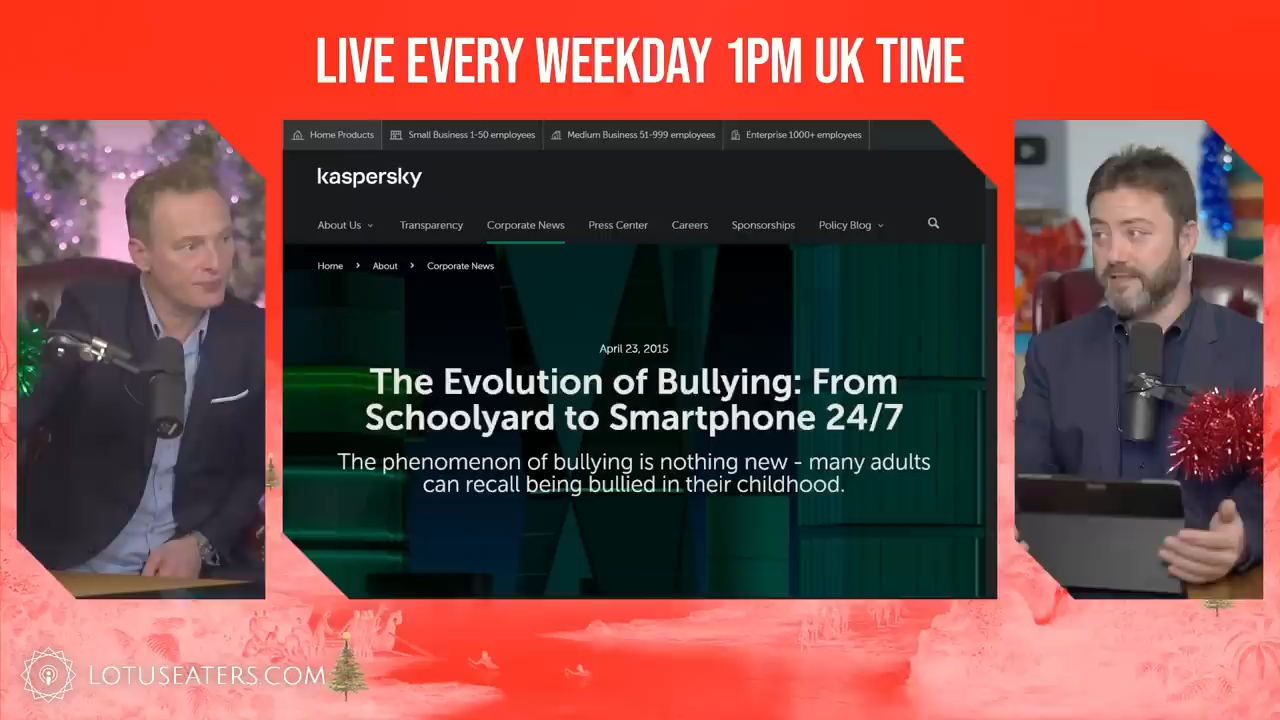 LIVE EVERY WEEKDAY 1PM UK TIME
Home Products
Small Business 1-50 employees
Medium Business 51-999 employees
Enterprise 1000+ employees
kaspersky
About Us
Transparency
Corporate News
Press Center
Careers
Sponsorships
Policy Blog
Home > About > Corporate News
April 23, 2015
The Evolution of Bullying: From
Schoolyard to Smartphone 24/7
The phenomenon of bullying is nothing new - many adults
can recall being bullied in their childhood.
LOTUSEATERS.COM